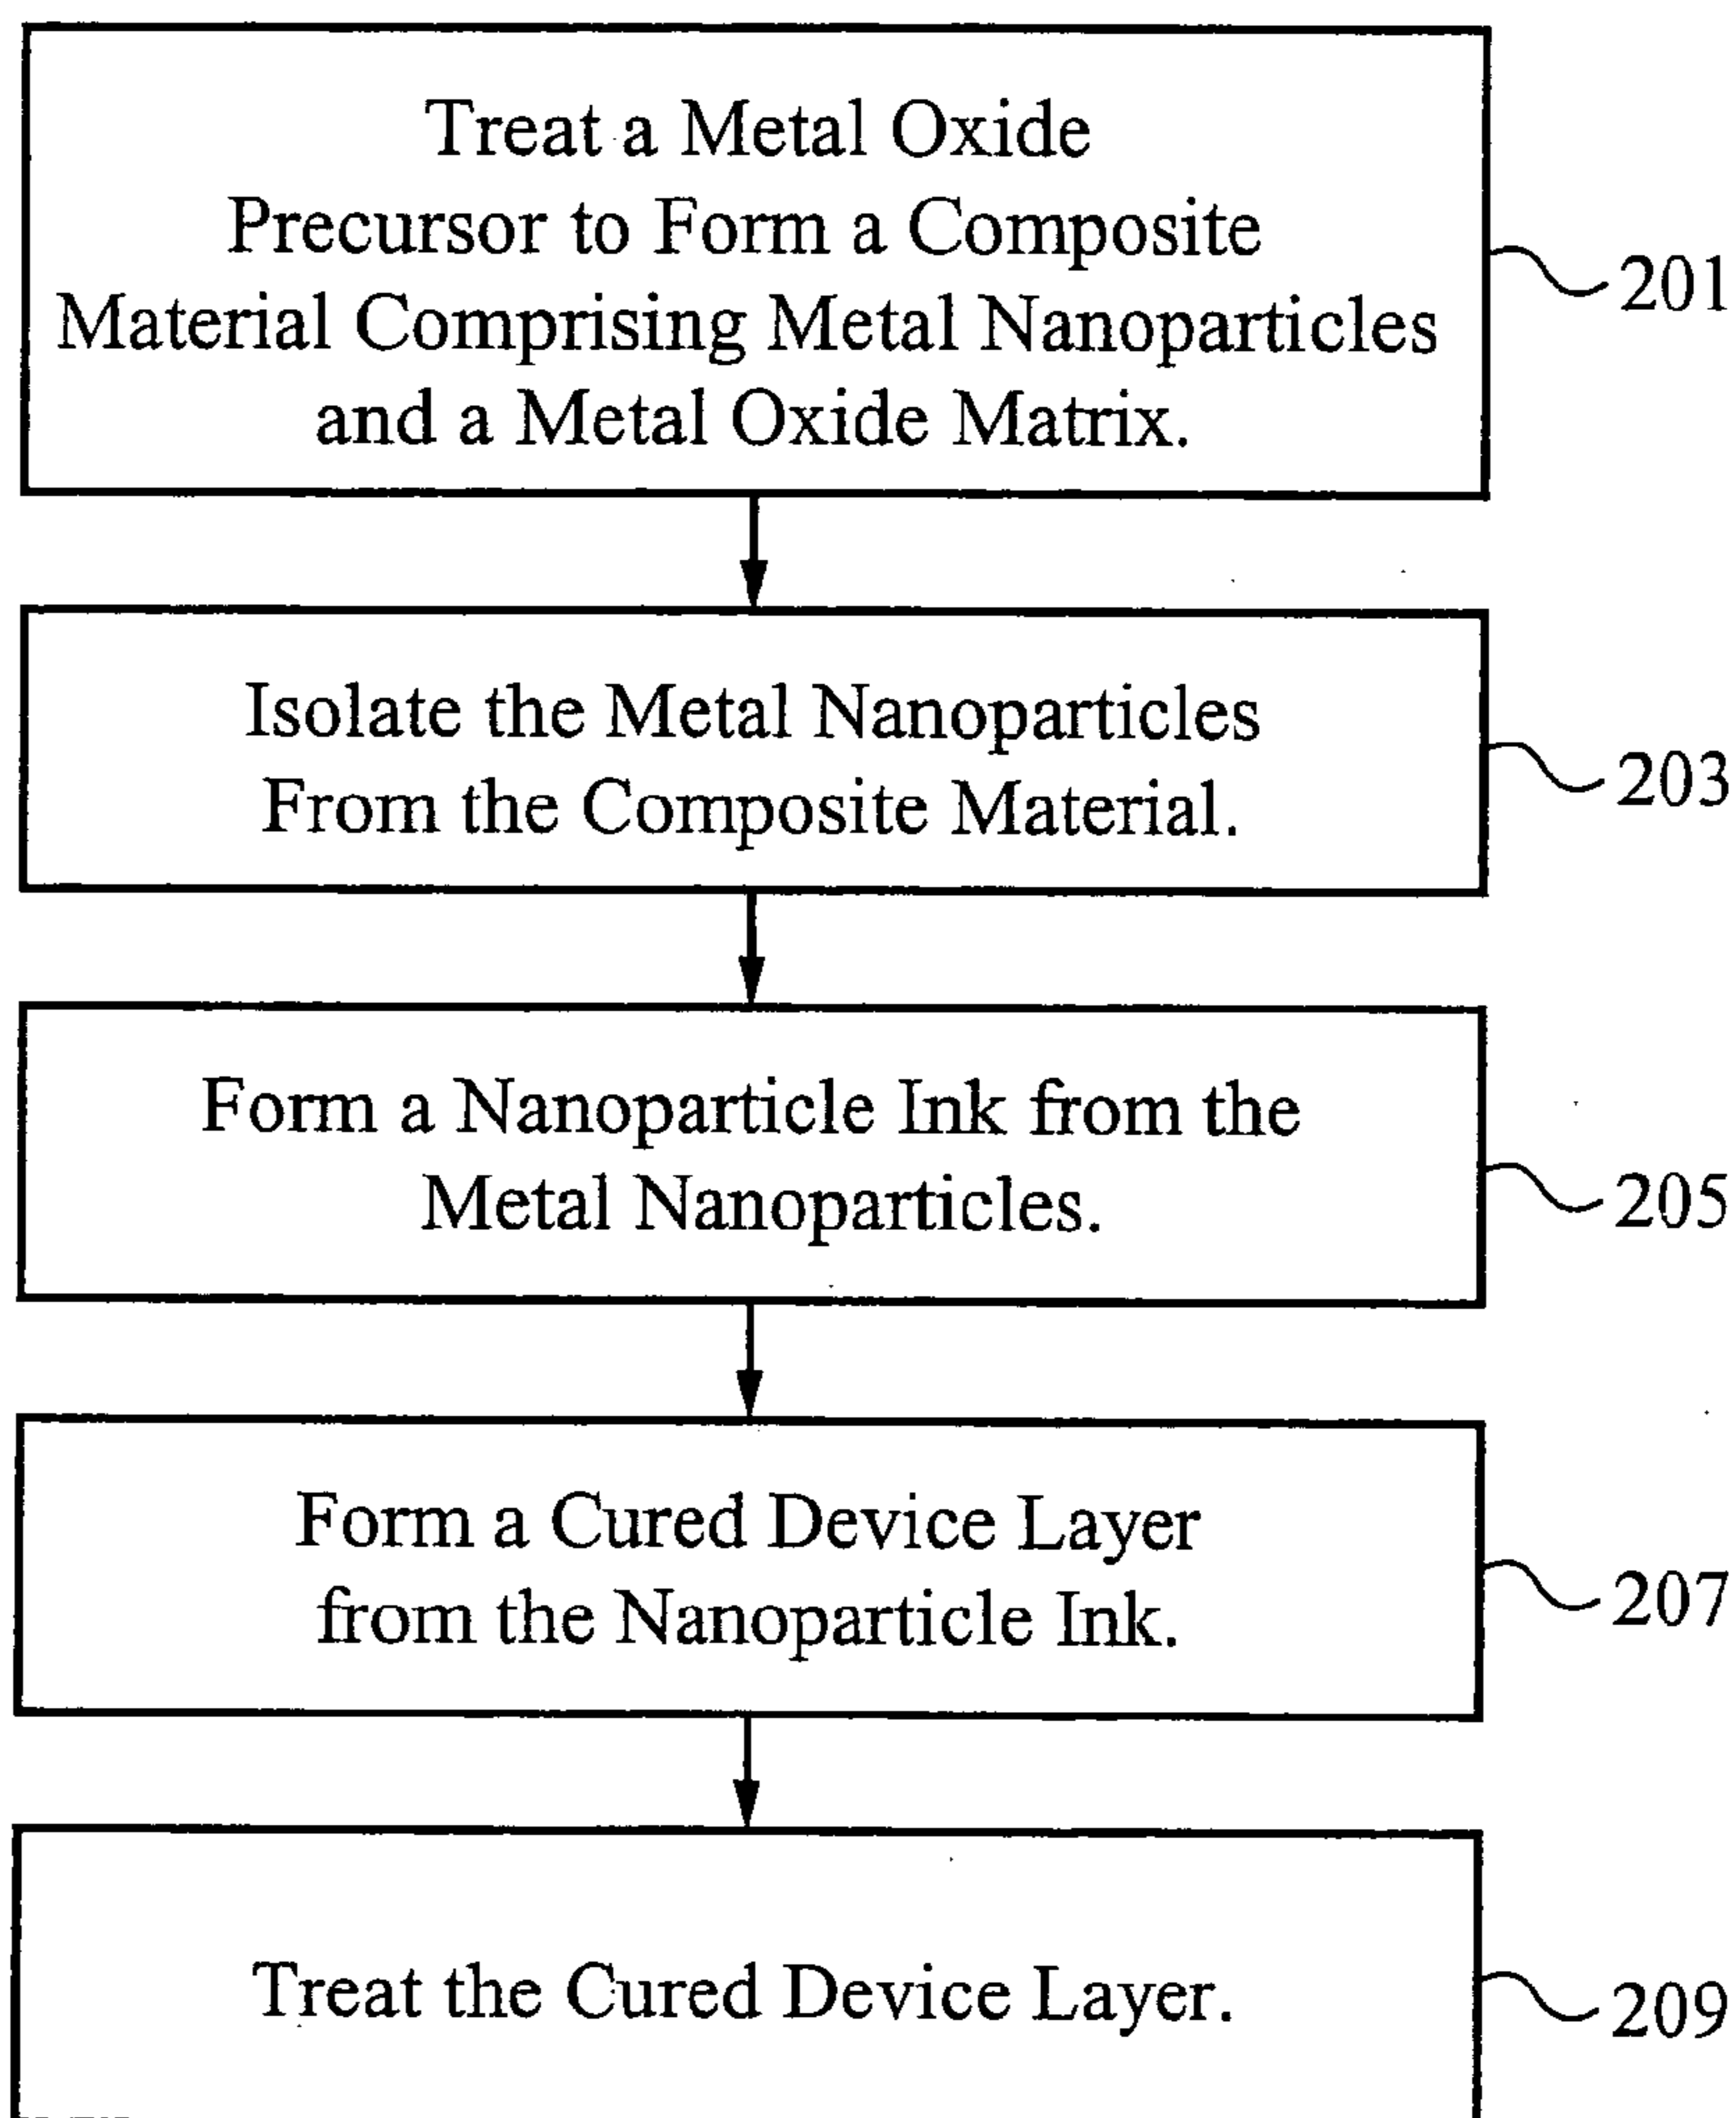 Treat a Metal Oxide
Precursor to Form a Composite
Material Comprising Metal Nanoparticles
and a Metal Oxide Matrix.
201
Isolate the Metal Nanoparticles
From the Composite Material.
203
Form a Nanoparticle Ink from the
Metal Nanoparticles.
205
Form a Cured Device Layer
from the Nanoparticle Ink.
207
Treat the Cured Device Layer.
209